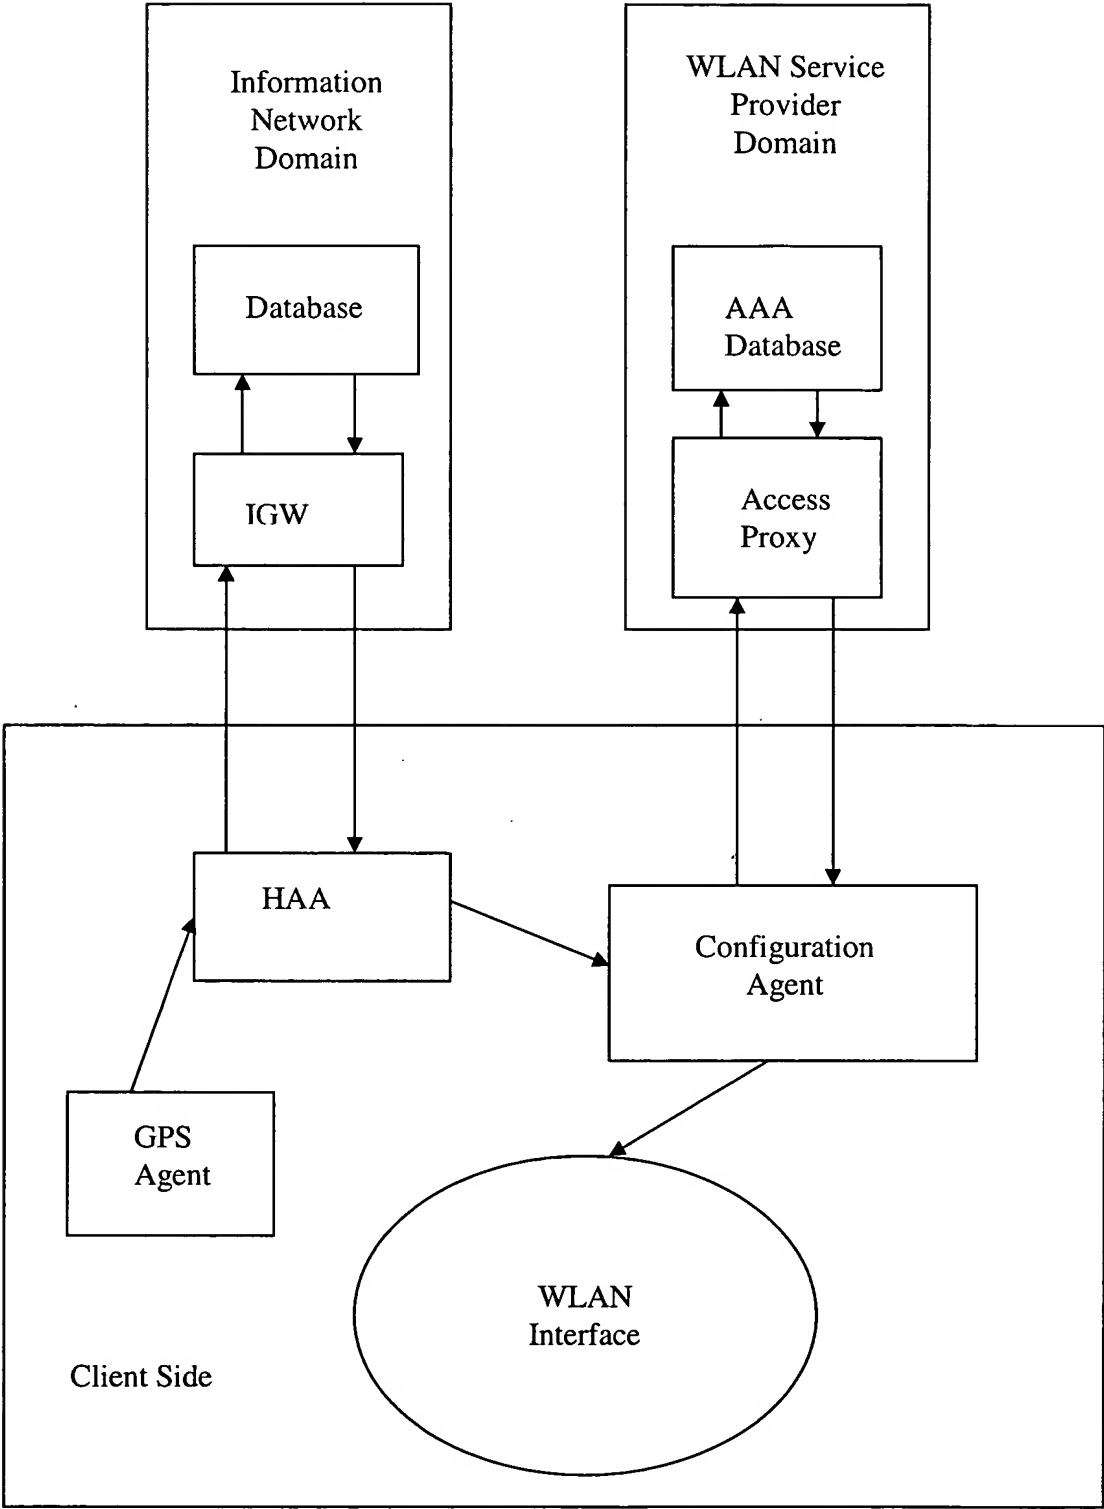 Information
Network
Domain
WLAN Service
Provider
Domain
Database
AAA
Database
IGW
Access
Proxy
HAA
Configuration
Agent
GPS
Agent
WLAN
Interface
Client Side